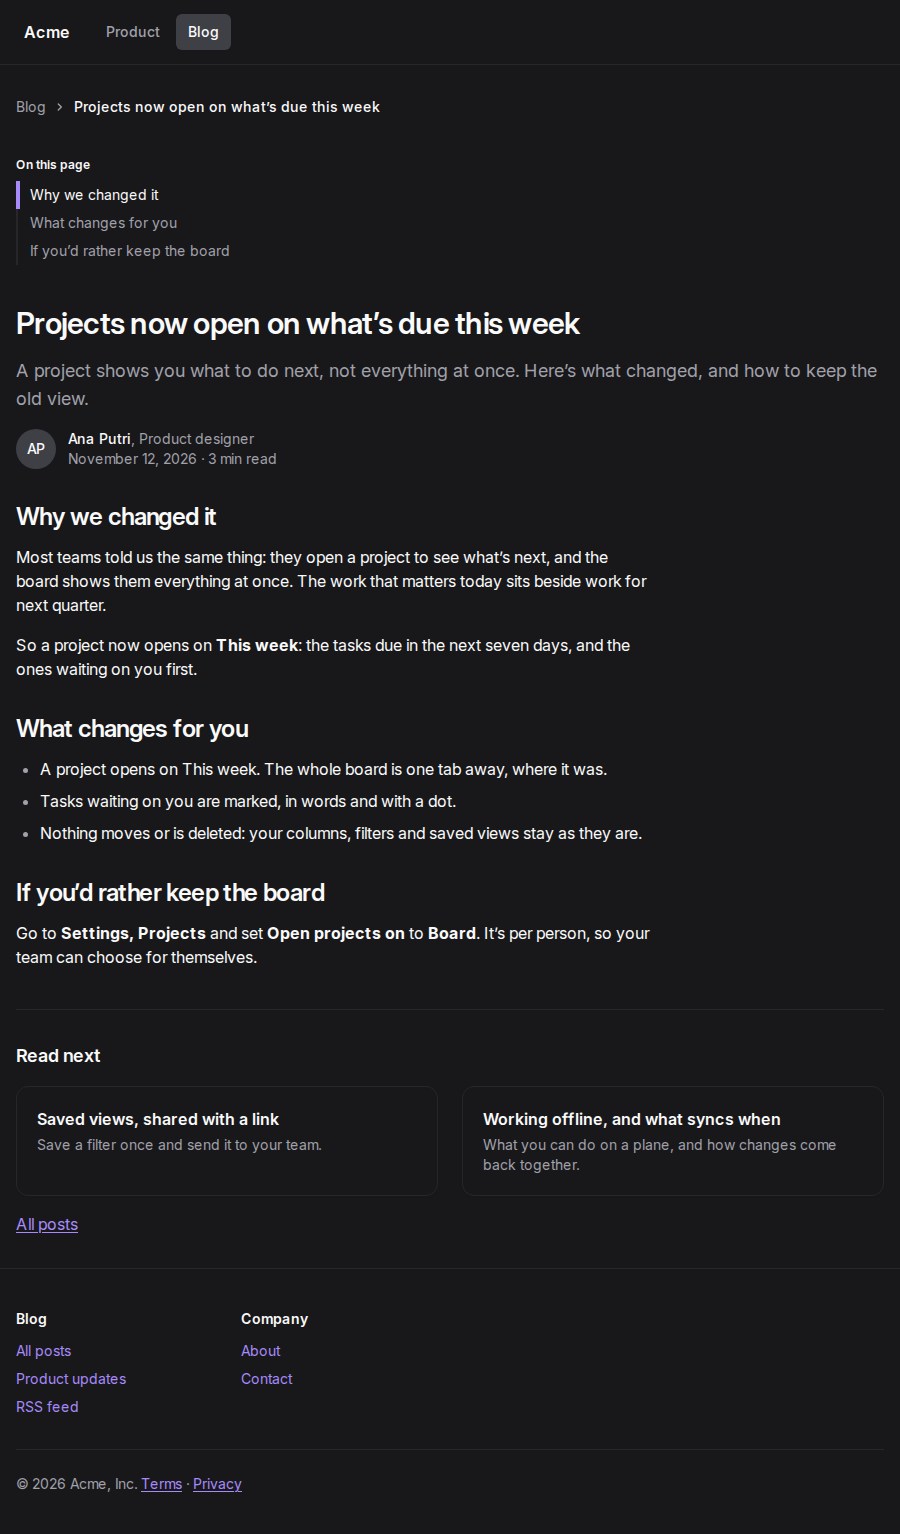 Acme Product Blog
Blog › Projects now open on what’s due this week
On this page
Why we changed it
What changes for you
If you’d rather keep the board
Projects now open on what’s due this week
A project shows you what to do next, not everything at once. Here’s what changed, and how to keep the
old view.
AP
Ana Putri, Product designer
November 12, 2026 · 3 min read
Why we changed it
Most teams told us the same thing: they open a project to see what’s next, and the
board shows them everything at once. The work that matters today sits beside work for
next quarter.
So a project now opens on This week: the tasks due in the next seven days, and the
ones waiting on you first.
What changes for you
• A project opens on This week. The whole board is one tab away, where it was.
• Tasks waiting on you are marked, in words and with a dot.
• Nothing moves or is deleted: your columns, filters and saved views stay as they are.
If you’d rather keep the board
Go to Settings, Projects and set Open projects on to Board. It’s per person, so your
team can choose for themselves.
Read next
Saved views, shared with a link
Save a filter once and send it to your team.
Working offline, and what syncs when
What you can do on a plane, and how changes come
back together.
All posts
Blog
All posts
Product updates
RSS feed
Company
About
Contact
© 2026 Acme, Inc. Terms · Privacy